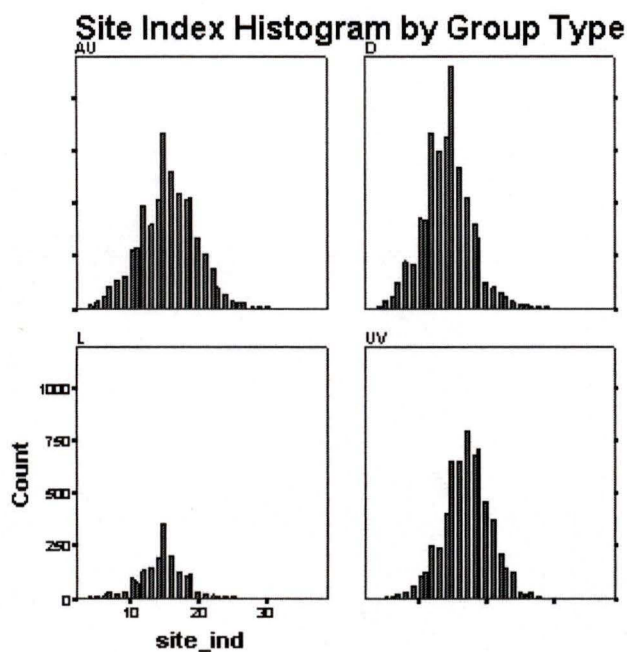 Site Index Histogram by Group Type
AU
D
L
UV
1000
750
500
250
0
Count
10
20
30
site_ind